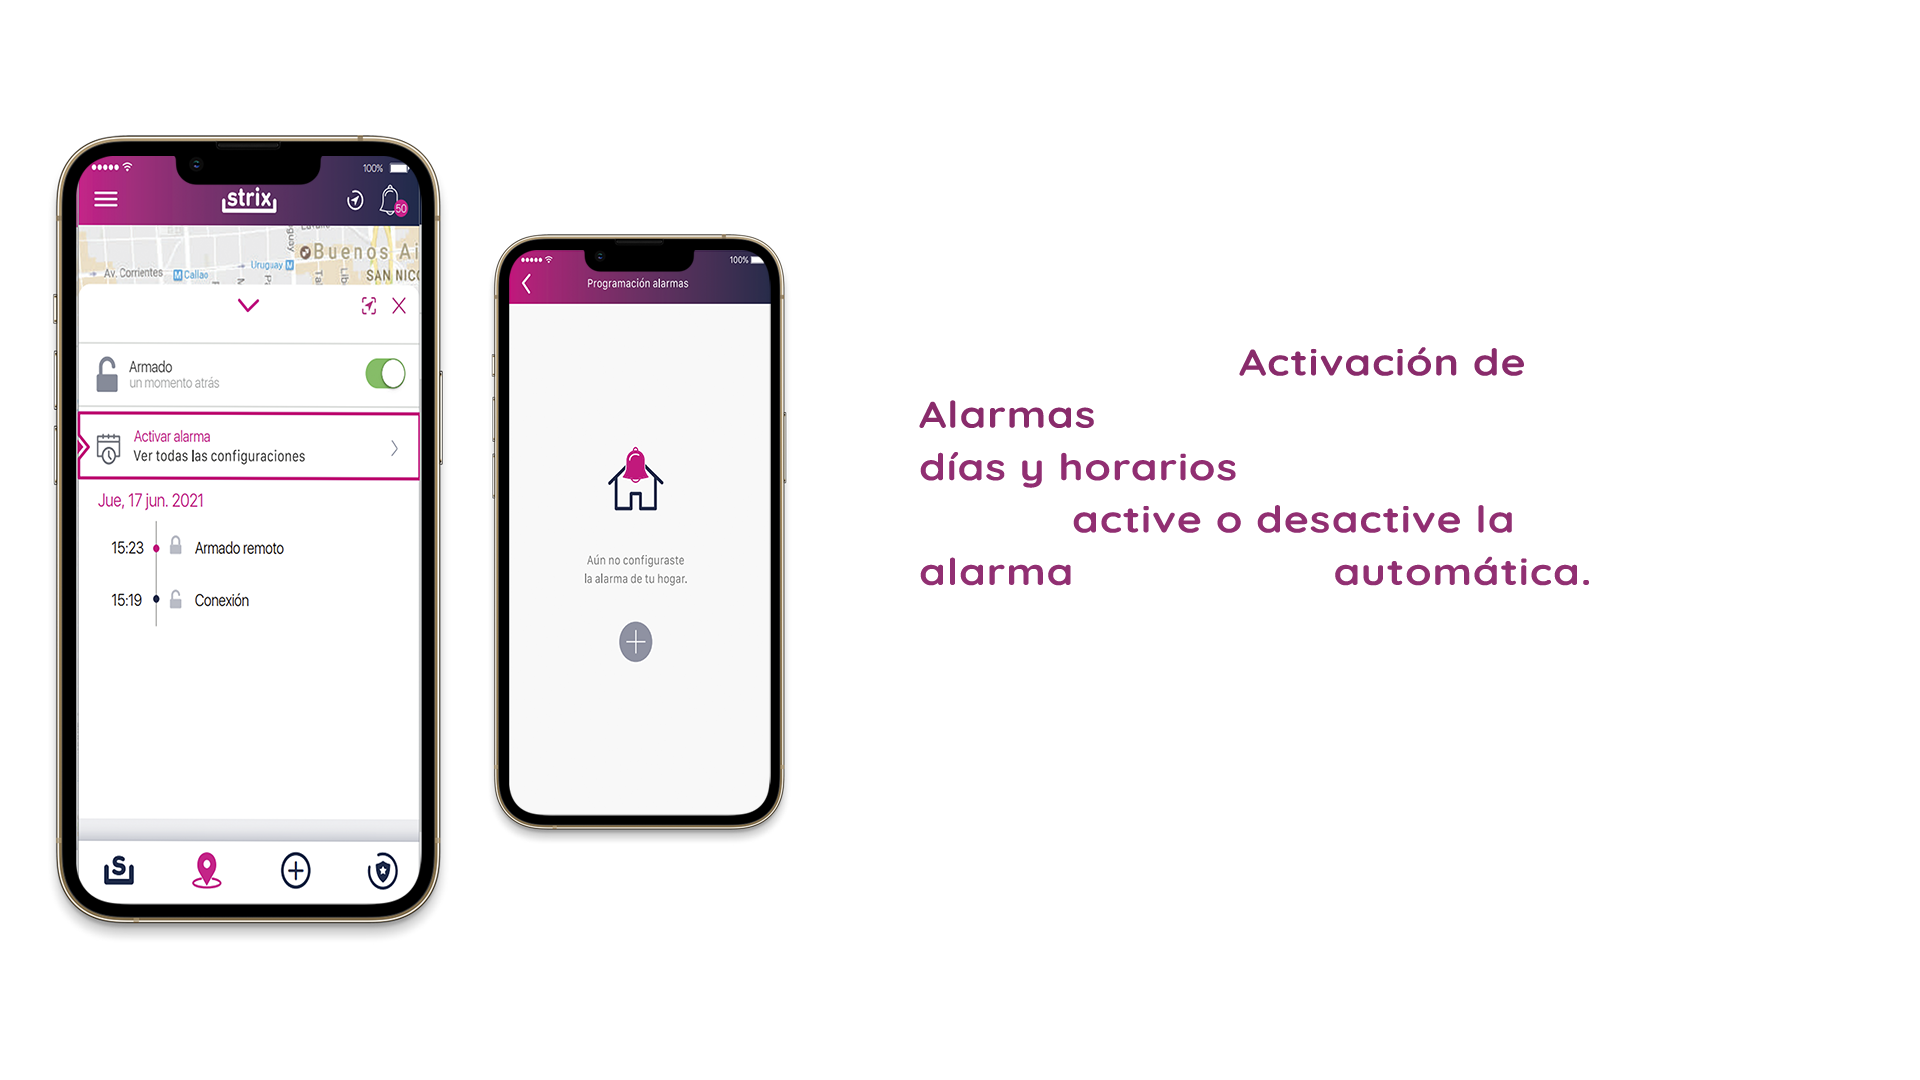 100%
strix
50
guay
Buenos Ai
Av. Corrientes
Callao
Uruguay
SAN NICO
Armado
un momento atrás
Activar alarma
Ver todas las configuraciones
Jue, 17 jun. 2021
15:23 Armado remoto
15:19 Conexión
S
100%
Programación alarmas
Aún no configuraste
la alarma de tu hogar.
Activación de
Alarmas
días y horarios
active o desactive la
alarma automática.